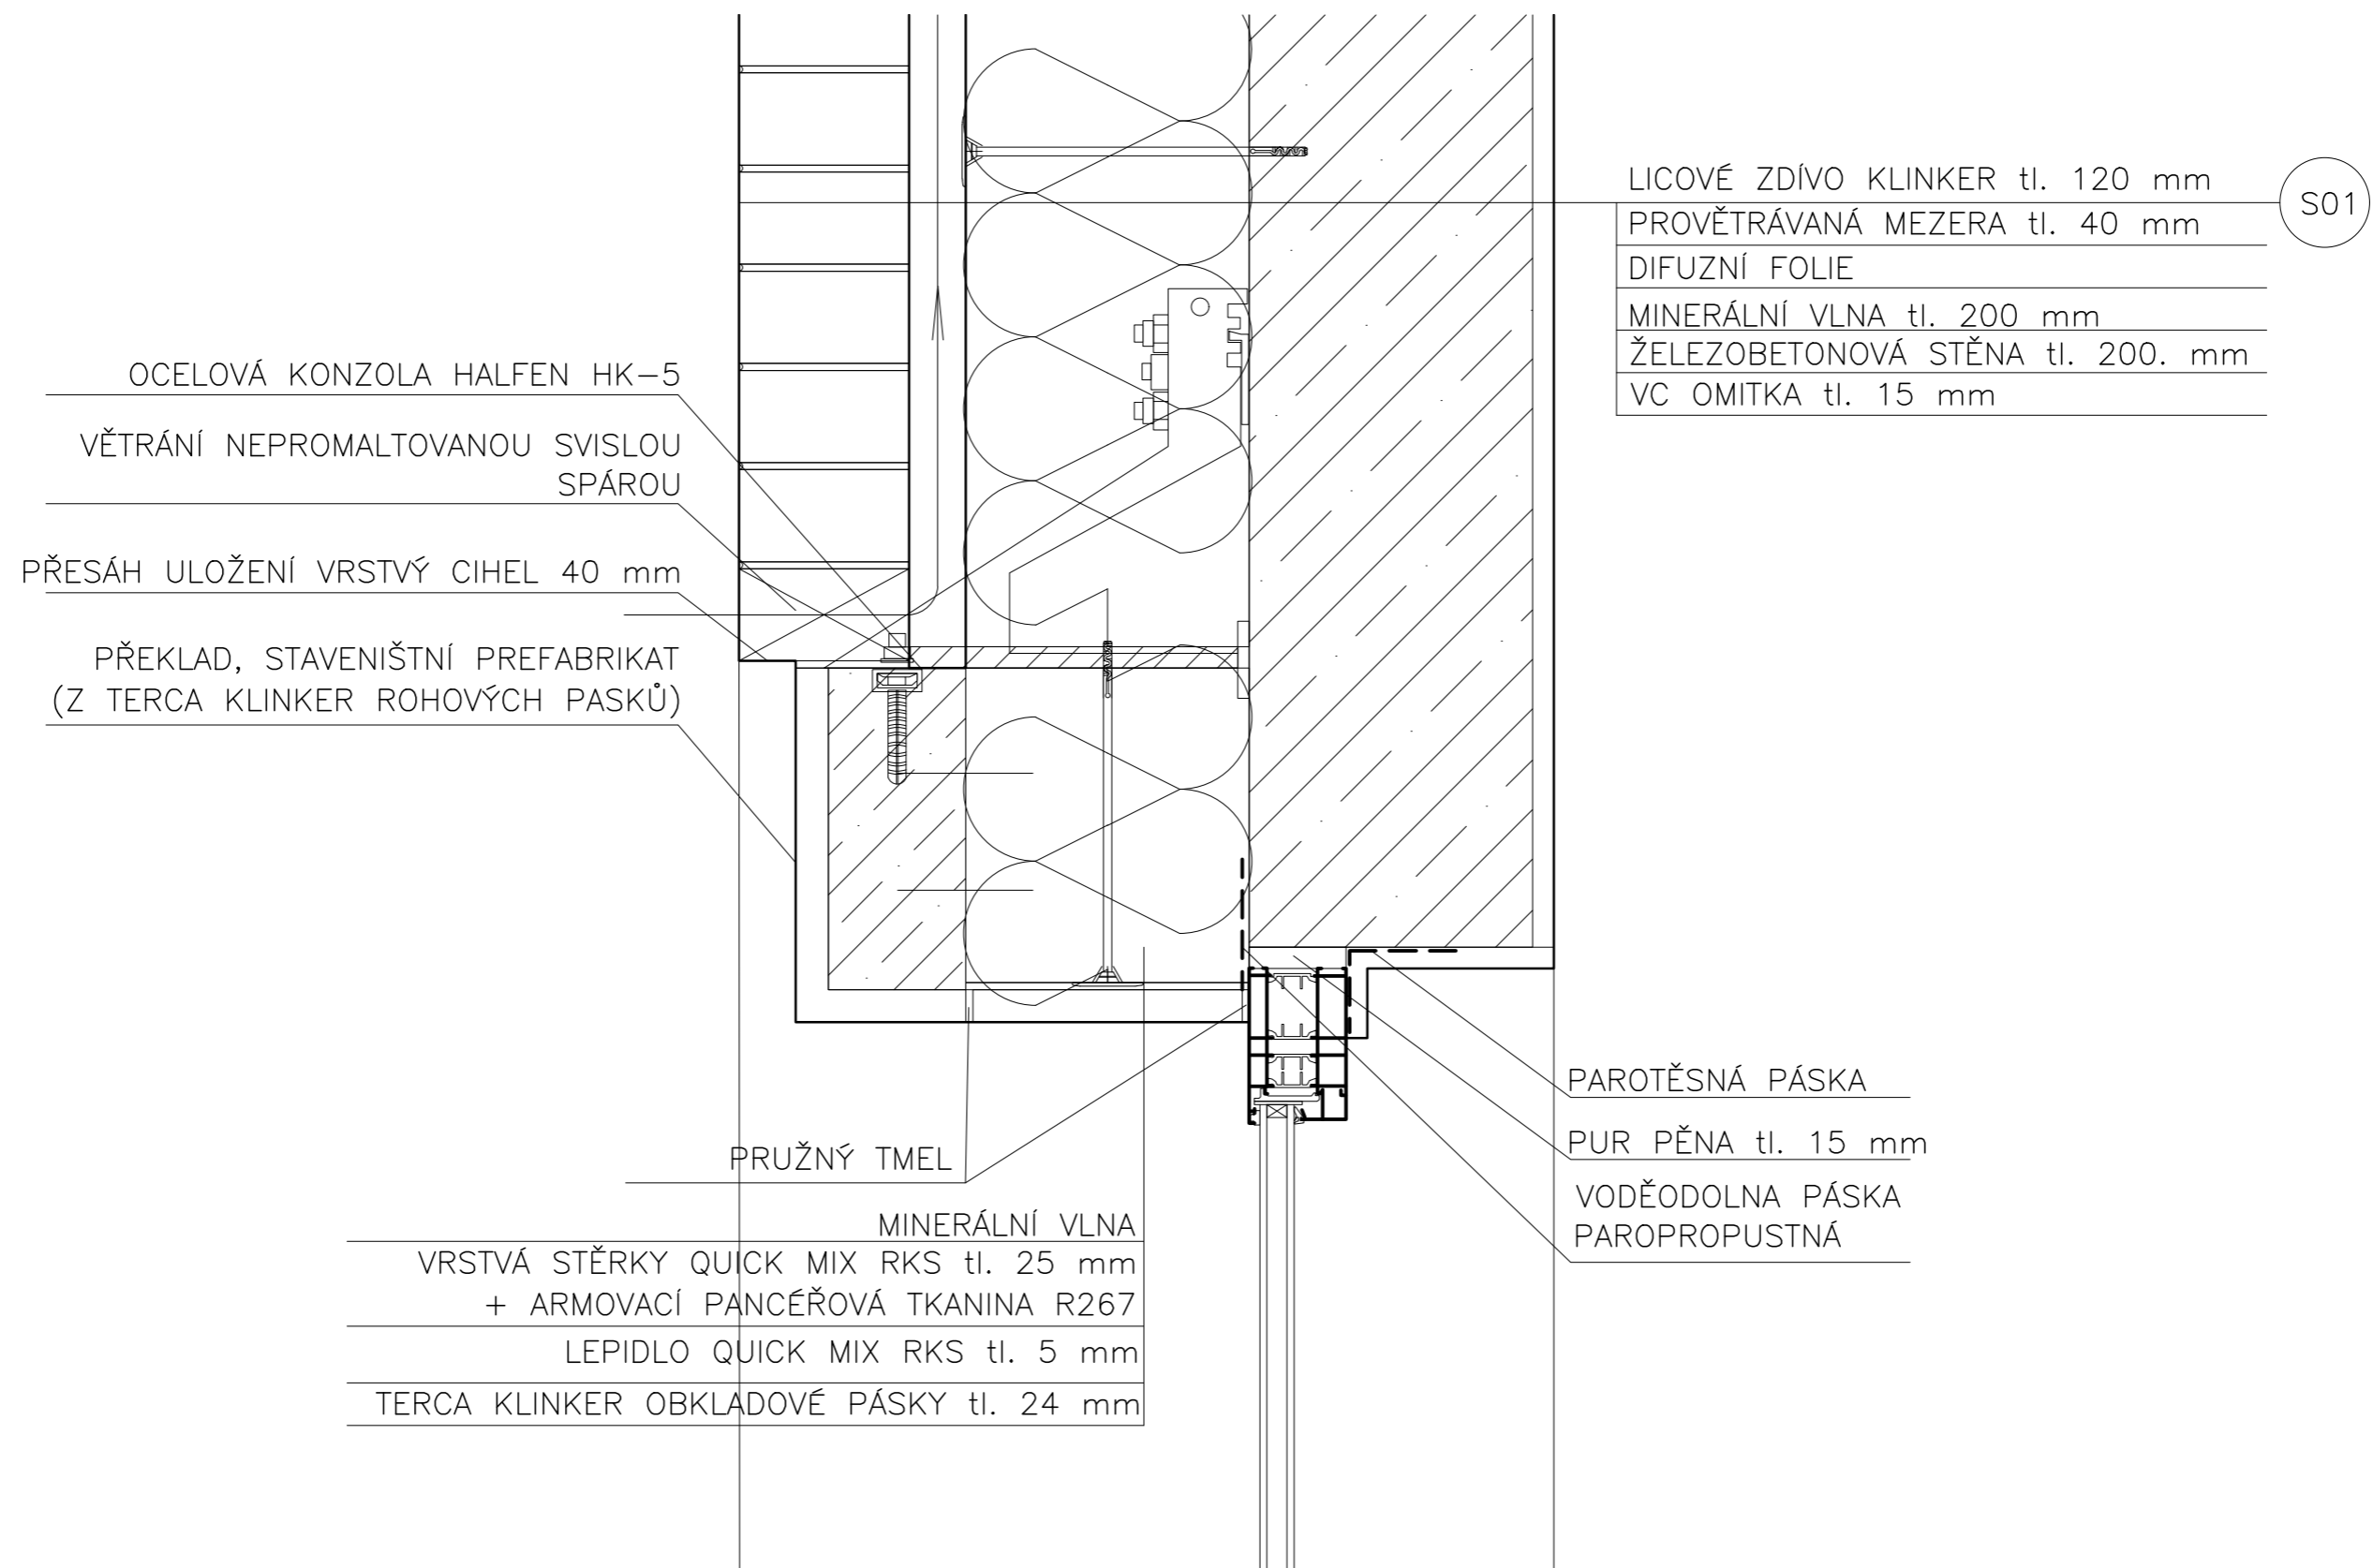 LICOVÉ ZDÍVO KLINKER tl. 120 mm
S01
PROVĚTRÁVANÁ MEZERA tl. 40 mm
DIFUZNÍ FOLIE
MINERÁLNÍ VLNA tl. 200 mm
ŽELEZOBETONOVÁ STĚNA tl. 200. mm
VC OMITKA tl. 15 mm
OCELOVÁ KONZOLA HALFEN HK-5
VĚTRÁNÍ NEPROMALTOVANOU SVISLOU
SPÁROU
PŘESÁH ULOŽENÍ VRSTVÝ CIHEL 40 mm
PŘEKLAD, STAVENIŠTNÍ PREFABRIKAT
(Z TERCA KLINKER ROHOVÝCH PASKŮ)
PAROTĚSNÁ PÁSKA
PUR PĚNA tl. 15 mm
VODĚODOLNA PÁSKA
PAROPROPUSTNÁ
PRUŽNÝ TMEL
MINERÁLNÍ VLNA
VRSTVÁ STĚRKY QUICK MIX RKS tl. 25 mm
+ ARMOVACÍ PANCÉŘOVÁ TKANINA R267
LEPIDLO QUICK MIX RKS tl. 5 mm
TERCA KLINKER OBKLADOVÉ PÁSKY tl. 24 mm